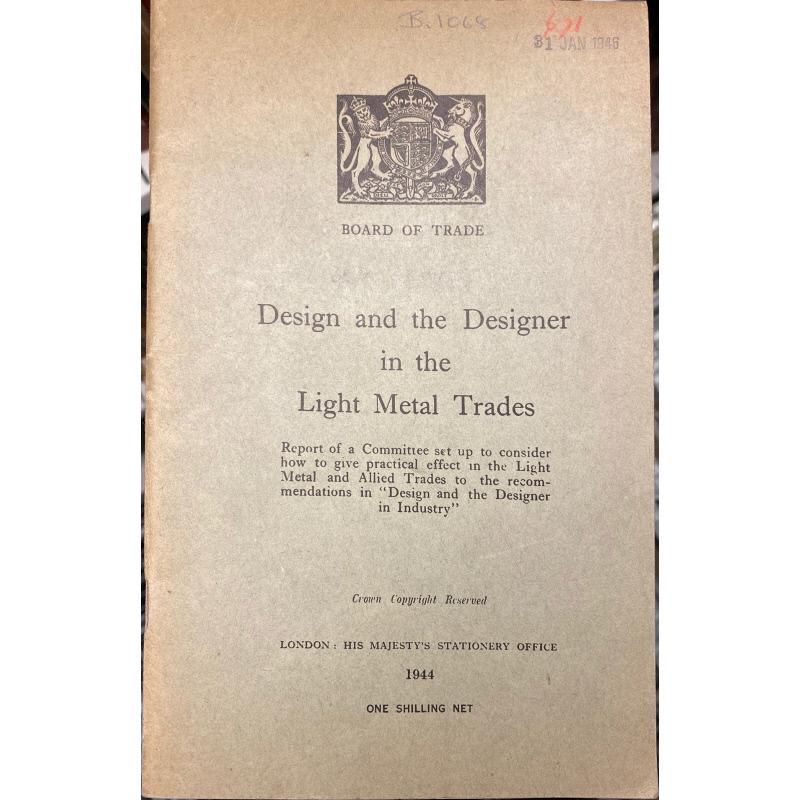 B.1068
671
31 JAN 1946
BOARD OF TRADE
Design and the Designer
in the
Light Metal Trades
Report of a Committee set up to consider
how to give practical effect in the Light
Metal and Allied Trades to the recom-
mendations in "Design and the Designer
in Industry"
Crown Copyright Reserved
LONDON: HIS MAJESTY'S STATIONERY OFFICE
1944
ONE SHILLING NET